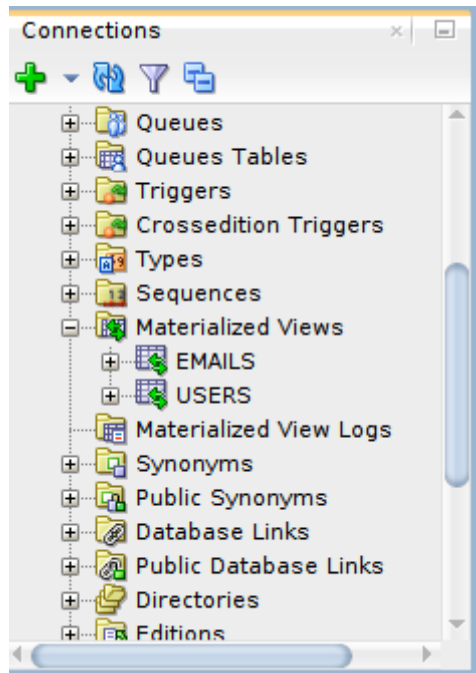 Connections
Queues
Queues Tables
Triggers
Crossedition Triggers
Types
Sequences
Materialized Views
EMAILS
USERS
Materialized View Logs
Synonyms
Public Synonyms
Database Links
Public Database Links
Directories
Editions